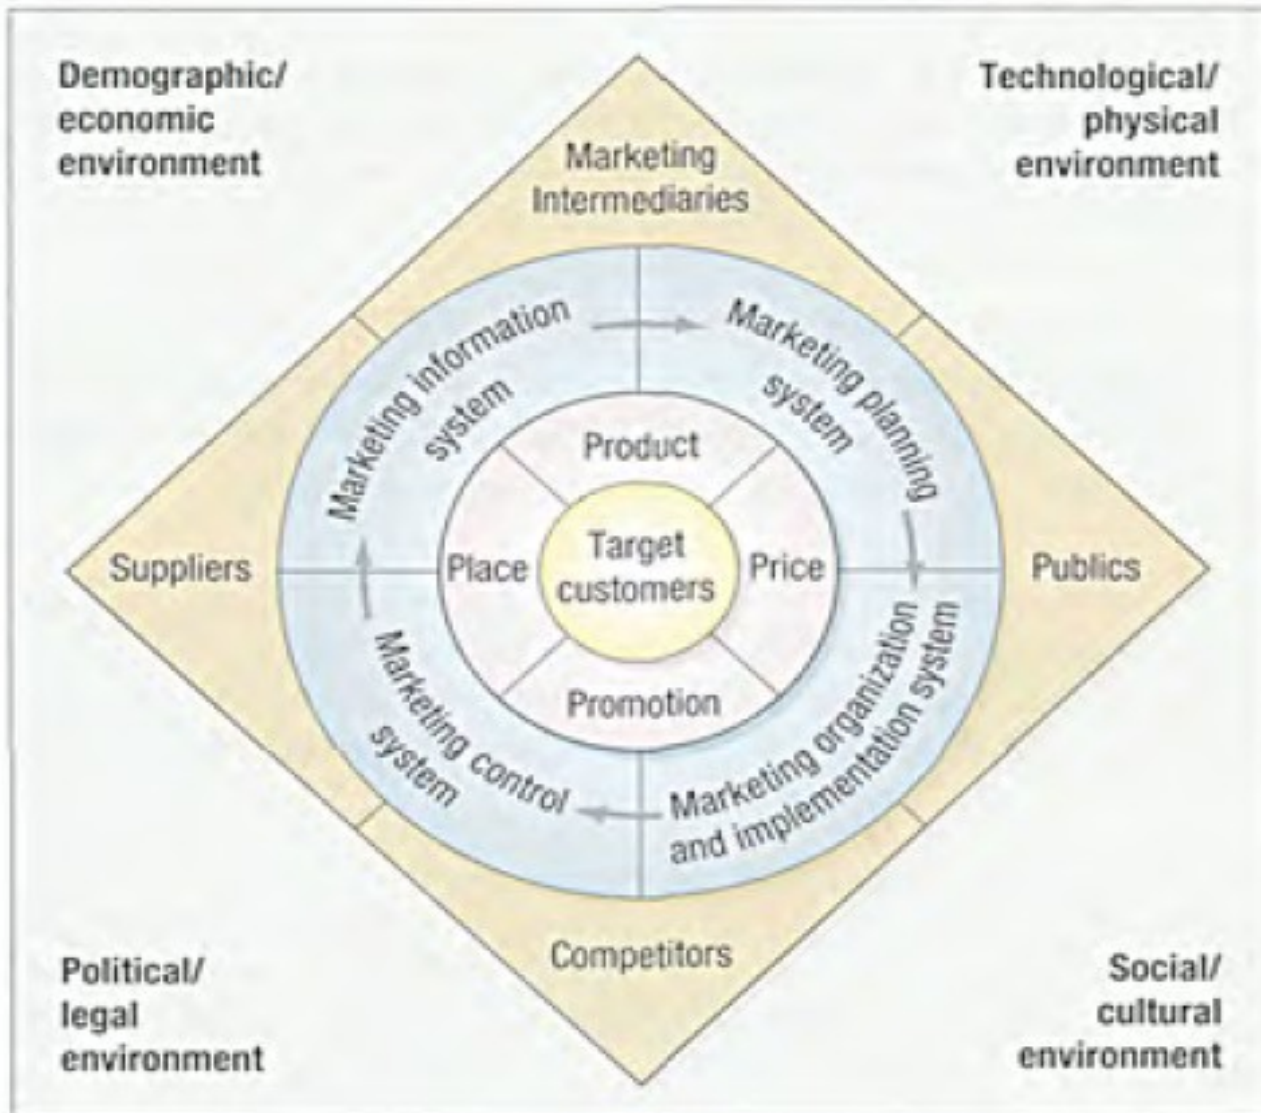 Demographic/
economic
environment
Technological/
physical
environment
Marketing
Intermediaries
Marketing information
system
Marketing planning
system
Product
Suppliers
Place
Target
customers
Price
Publics
Promotion
Marketing control
system
Marketing organization
and implementation system
Competitors
Political/
legal
environment
Social/
cultural
environment